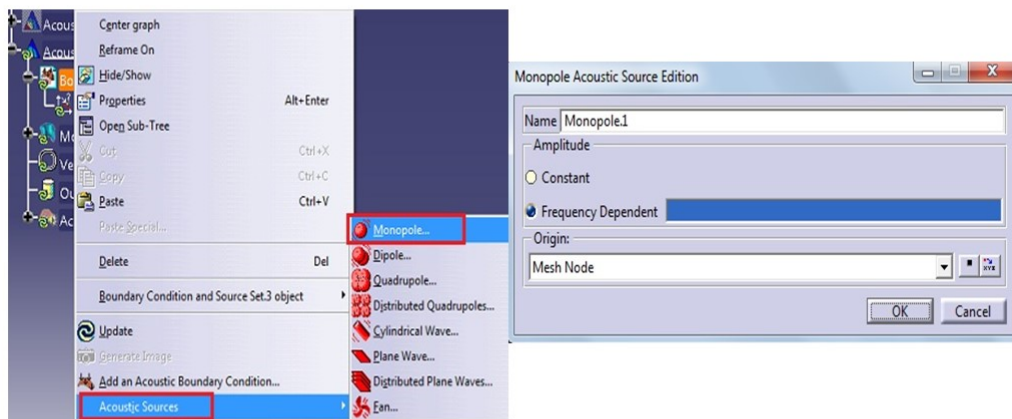 Acous
Acous
Bo
Mo
Ve
Ou
Ac
Center graph
Reframe On
Hide/Show
Properties Alt+Enter
Open Sub-Tree
Cut Ctrl+X
Copy Ctrl+C
Paste Ctrl+V
Paste Special...
Delete Del
Boundary Condition and Source Set.3 object
Update
Generate Image
Add an Acoustic Boundary Condition...
Acoustic Sources
Monopole...
Dipole...
Quadrupole...
Distributed Quadrupoles...
Cylindrical Wave...
Plane Wave...
Distributed Plane Waves...
Fan...
Monopole Acoustic Source Edition
Name Monopole.1
Amplitude
Constant
Frequency Dependent
Origin:
Mesh Node
XYZ
OK Cancel